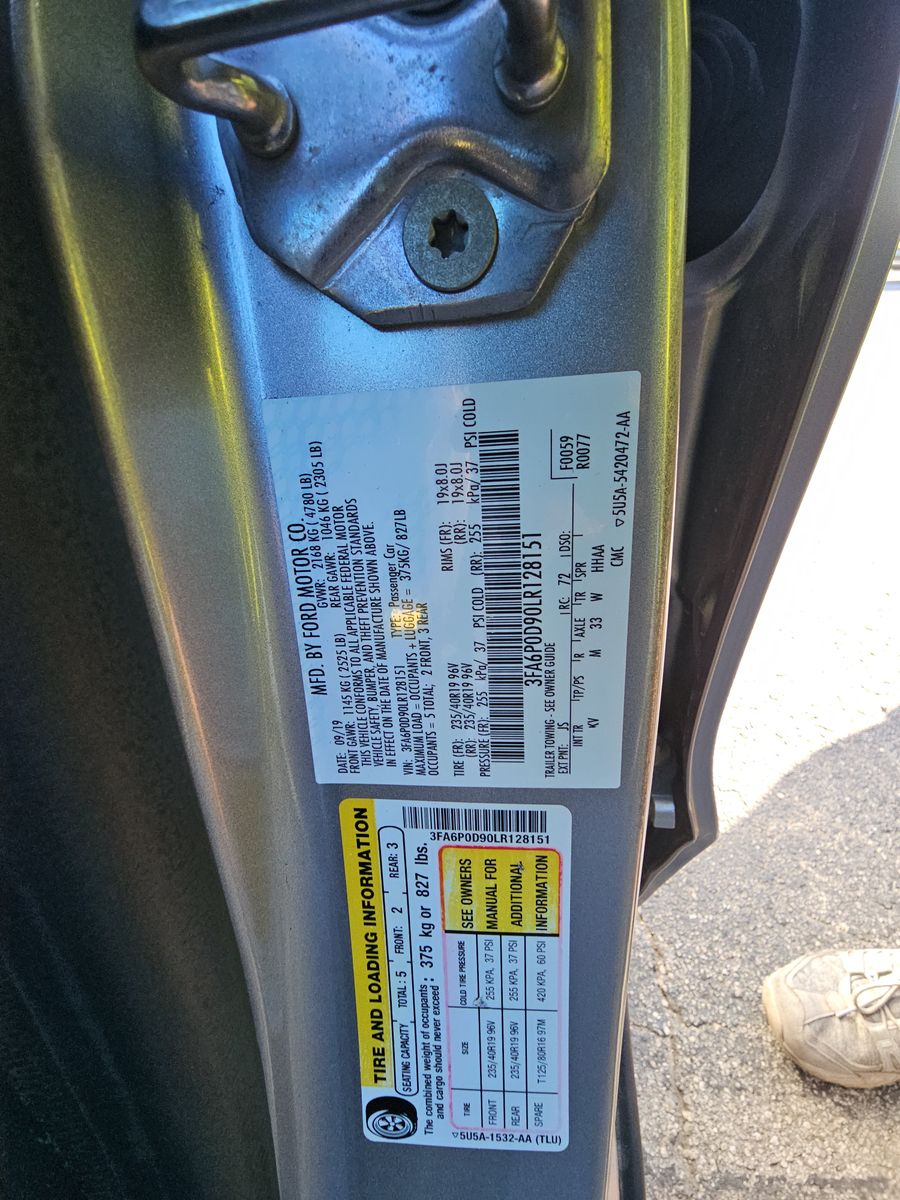 MFD. BY FORD MOTOR CO.
DATE: 09/19 GVWR: 2168 KG ( 4780 LB)
FRONT GAWR: 1145 KG ( 2525 LB) REAR GAWR: 1046 KG ( 2305 LB)
THIS VEHICLE CONFORMS TO ALL APPLICABLE FEDERAL MOTOR
VEHICLE SAFETY, BUMPER, AND THEFT PREVENTION STANDARDS
IN EFFECT ON THE DATE OF MANUFACTURE SHOWN ABOVE.
VIN: 3FA6P0D90LR128151 TYPE: Passenger Car
MAXIMUM LOAD = OCCUPANTS + LUGGAGE = 375KG/ 827LB
OCCUPANTS = 5 TOTAL; 2 FRONT, 3 REAR
TIRE (FR): 235/40R19 96V RIMS (FR): 19x8.0J
(RR): 235/40R19 96V (RR): 19x8.0J
PRESSURE (FR): 255 kPa/ 37 PSI COLD (RR): 255 kPa/ 37 PSI COLD
3FA6P0D90LR128151
TRAILER TOWING - SEE OWNER GUIDE
EXT PNT: JS RC: 72 DSO: F0059
R0077
INT TR TP/PS R AXLE TR SPR
KV M 33 W HHAA
CMC ▽5U5A-5420472-AA
TIRE AND LOADING INFORMATION
SEATING CAPACITY TOTAL : 5 FRONT: 2 REAR: 3
The combined weight of occupants : 375 kg or 827 lbs.
and cargo should never exceed
TIRE SIZE COLD TIRE PRESSURE
FRONT 235/40R19 96V 255 KPA, 37 PSI
REAR 235/40R19 96V 255 KPA, 37 PSI
SPARE T125/80R16 97M 420 KPA, 60 PSI
SEE OWNERS
MANUAL FOR
ADDITIONAL
INFORMATION
3FA6P0D90LR128151
▽5U5A-1532-AA (TLU)